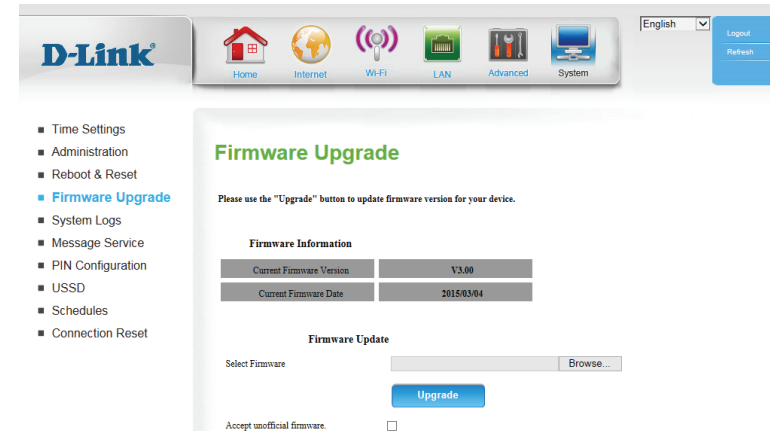 D-Link
Home
Internet
Wi-Fi
LAN
Advanced
System
English
Logout
Refresh
Time Settings
Administration
Reboot & Reset
Firmware Upgrade
System Logs
Message Service
PIN Configuration
USSD
Schedules
Connection Reset
Firmware Upgrade
Please use the "Upgrade" button to update firmware version for your device.
Firmware Information
Current Firmware Version V3.00
Current Firmware Date 2015/03/04
Firmware Update
Select Firmware Browse...
Upgrade
Accept unofficial firmware.